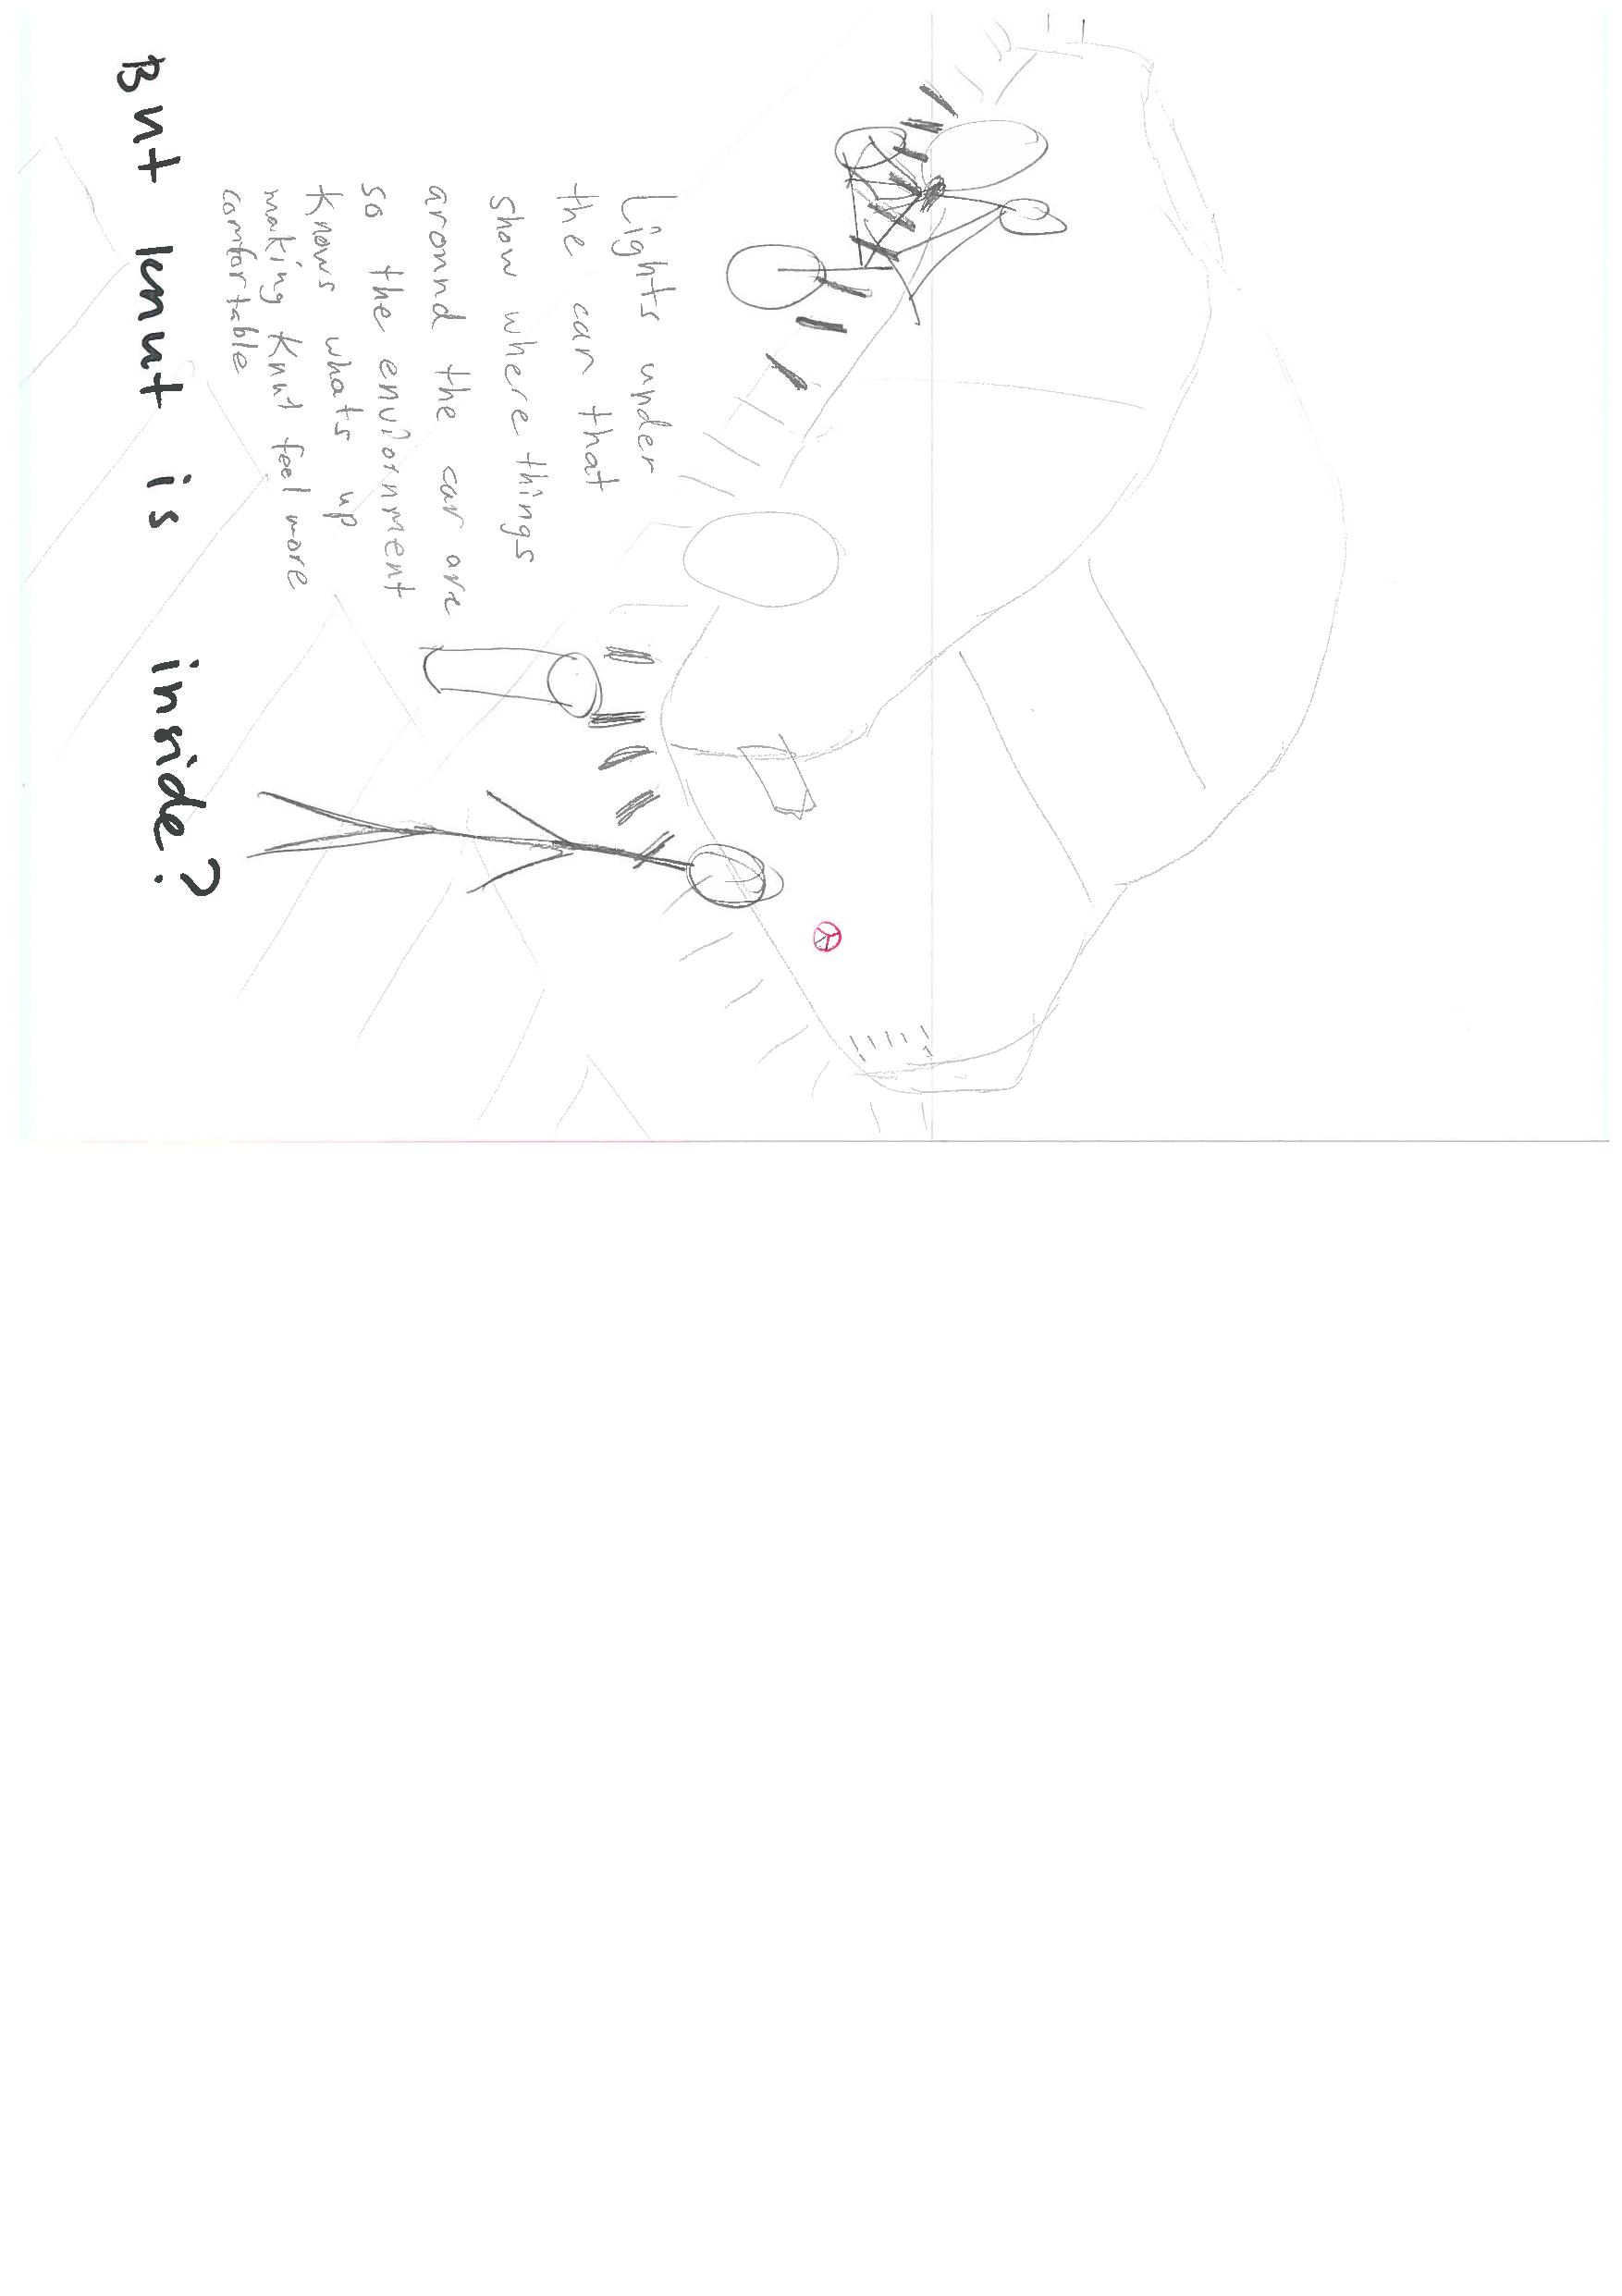 Lights under
the car that
show where things
around the car are
so the enviornment
knows whats up
making Knut feel more
comfortable
But knut is inside?